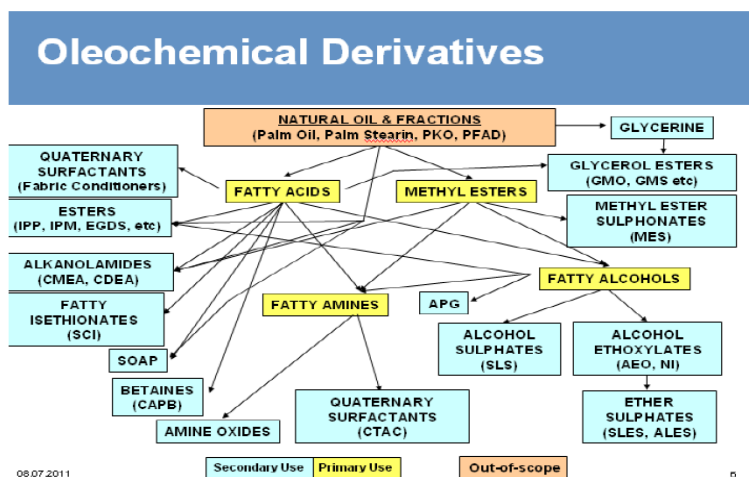 Oleochemical Derivatives
NATURAL OIL & FRACTIONS
(Palm Oil, Palm Stearin, PKO, PFAD)
GLYCERINE
QUATERNARY
SURFACTANTS
(Fabric Conditioners)
FATTY ACIDS
METHYL ESTERS
GLYCEROL ESTERS
(GMO, GMS etc)
ESTERS
(IPP, IPM, EGDS, etc)
METHYL ESTER
SULPHONATES
(MES)
ALKANOLAMIDES
(CMEA, CDEA)
FATTY ALCOHOLS
FATTY
ISETHIONATES
(SCI)
FATTY AMINES
APG
SOAP
ALCOHOL
SULPHATES
(SLS)
ALCOHOL
ETHOXYLATES
(AEO, NI)
BETAINES
(CAPB)
AMINE OXIDES
QUATERNARY
SURFACTANTS
(CTAC)
ETHER
SULPHATES
(SLES, ALES)
08.07.2011
Secondary Use
Primary Use
Out-of-scope
5